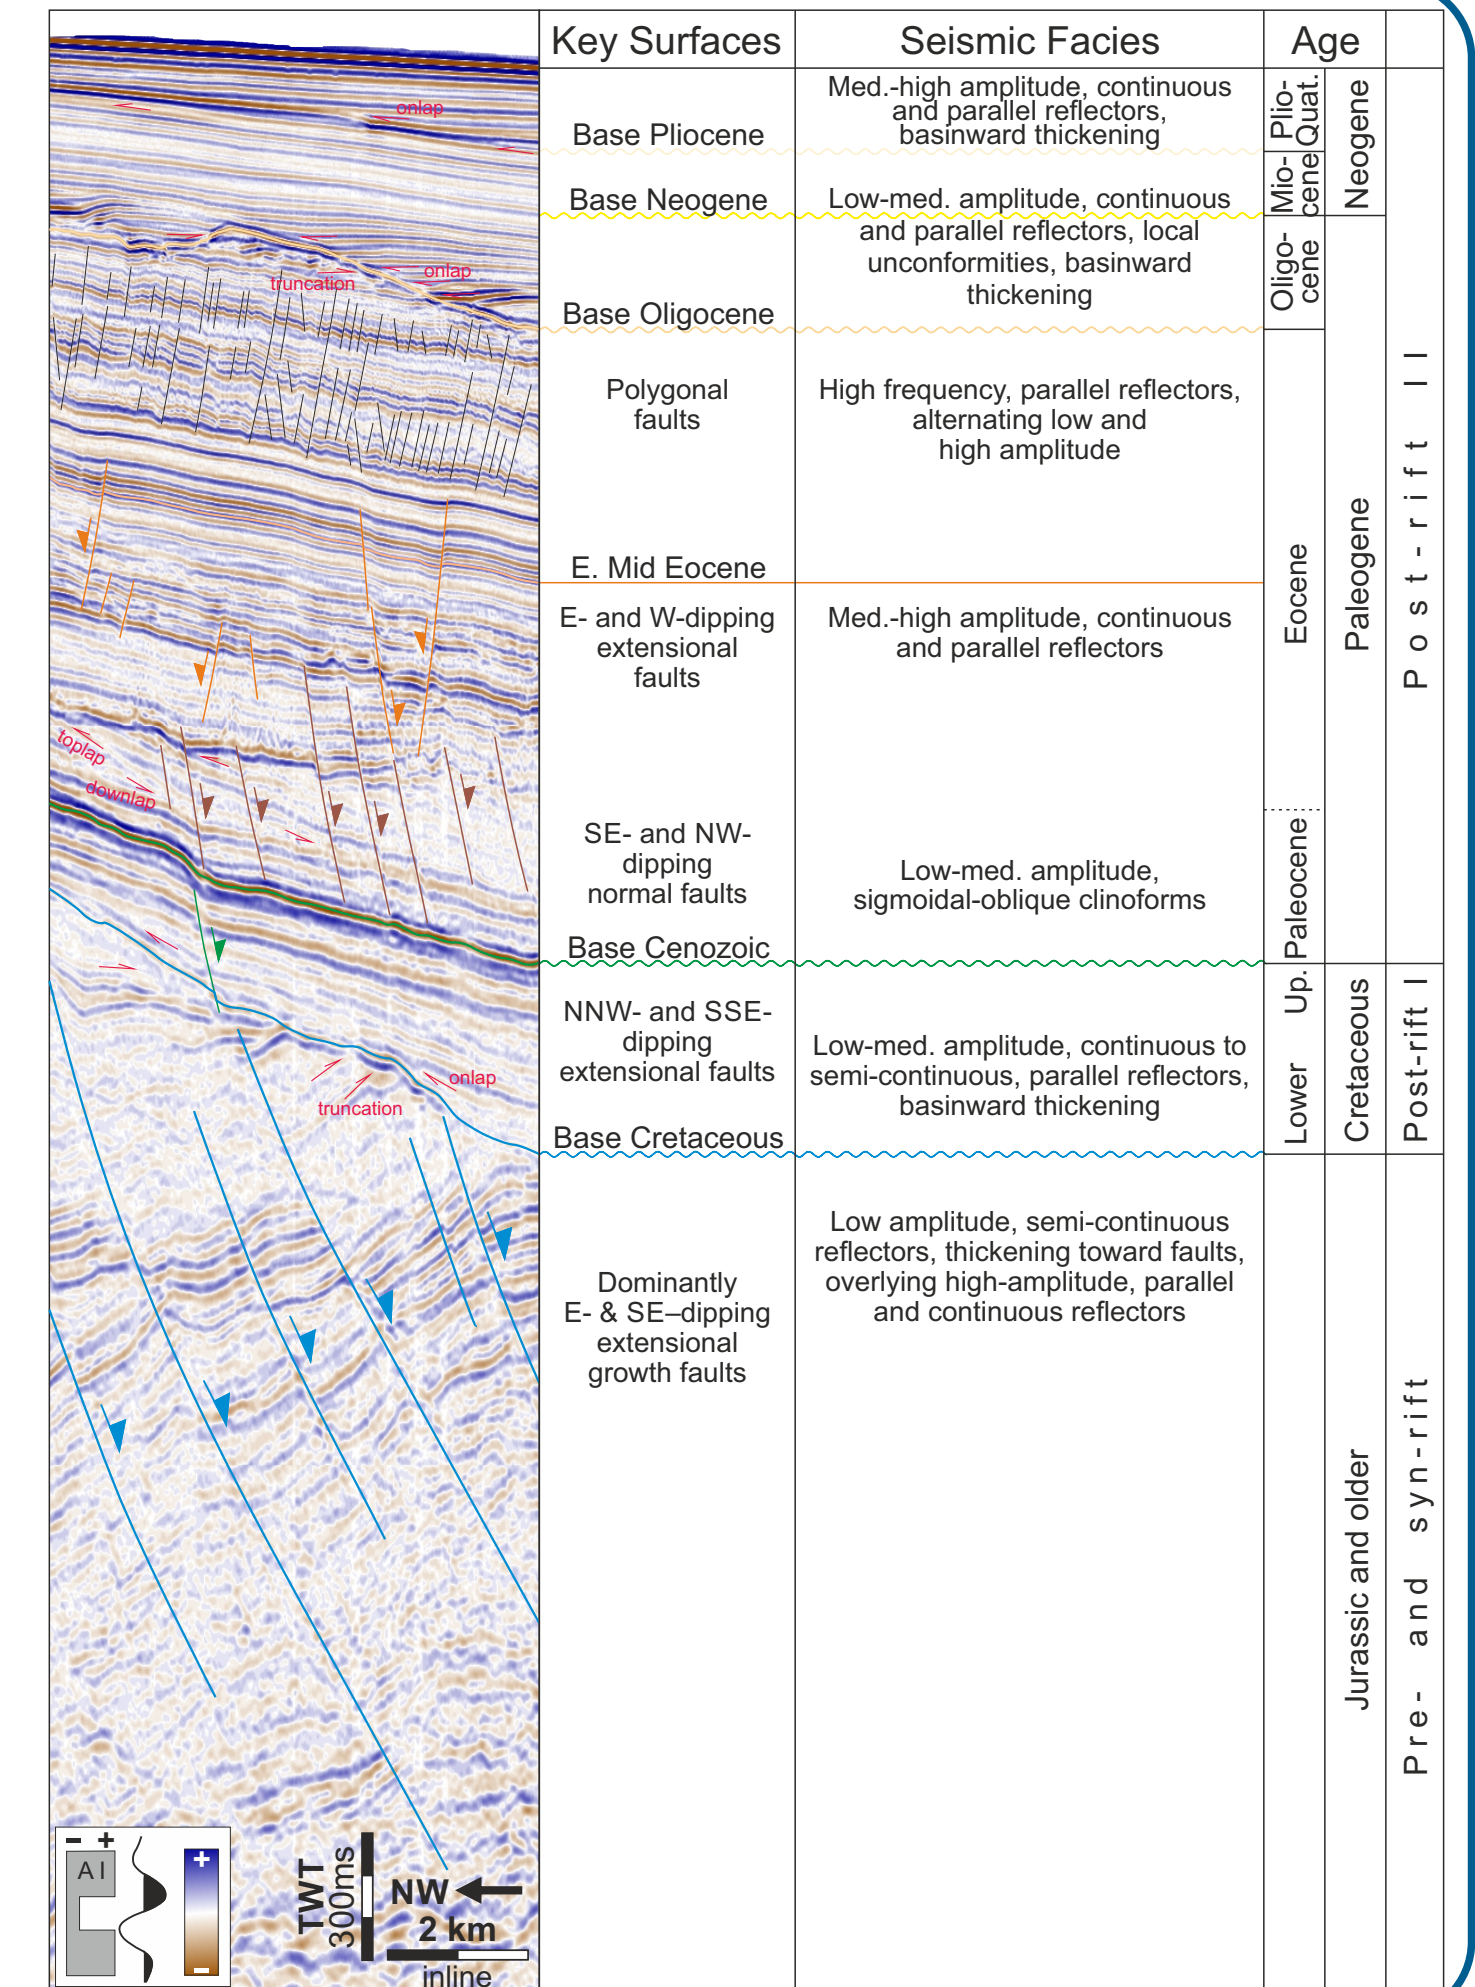 Key Surfaces
Seismic Facies
Age
onlap
onlap
truncation
toplap
downlap
onlap
truncation
Base Pliocene
Base Neogene
Base Oligocene
Polygonal
faults
E. Mid Eocene
E- and W-dipping
extensional
faults
SE- and NW-
dipping
normal faults
Base Cenozoic
NNW- and SSE-
dipping
extensional faults
Base Cretaceous
Dominantly
E- & SE–dipping
extensional
growth faults
Med.-high amplitude, continuous
and parallel reflectors,
basinward thickening
Low-med. amplitude, continuous
and parallel reflectors, local
unconformities, basinward
thickening
High frequency, parallel reflectors,
alternating low and
high amplitude
Med.-high amplitude, continuous
and parallel reflectors
Low-med. amplitude,
sigmoidal-oblique clinoforms
Low-med. amplitude, continuous to
semi-continuous, parallel reflectors,
basinward thickening
Low amplitude, semi-continuous
reflectors, thickening toward faults,
overlying high-amplitude, parallel
and continuous reflectors
Plio-
Quat.
Mio-
cene
Oligo-
cene
Eocene
Paleocene
Up.
Lower
Neogene
Paleogene
Cretaceous
Jurassic and older
Post-rift II
Post-rift I
Pre- and syn-rift
- +
AI
+
-
TWT
300ms
NW
2 km
inline